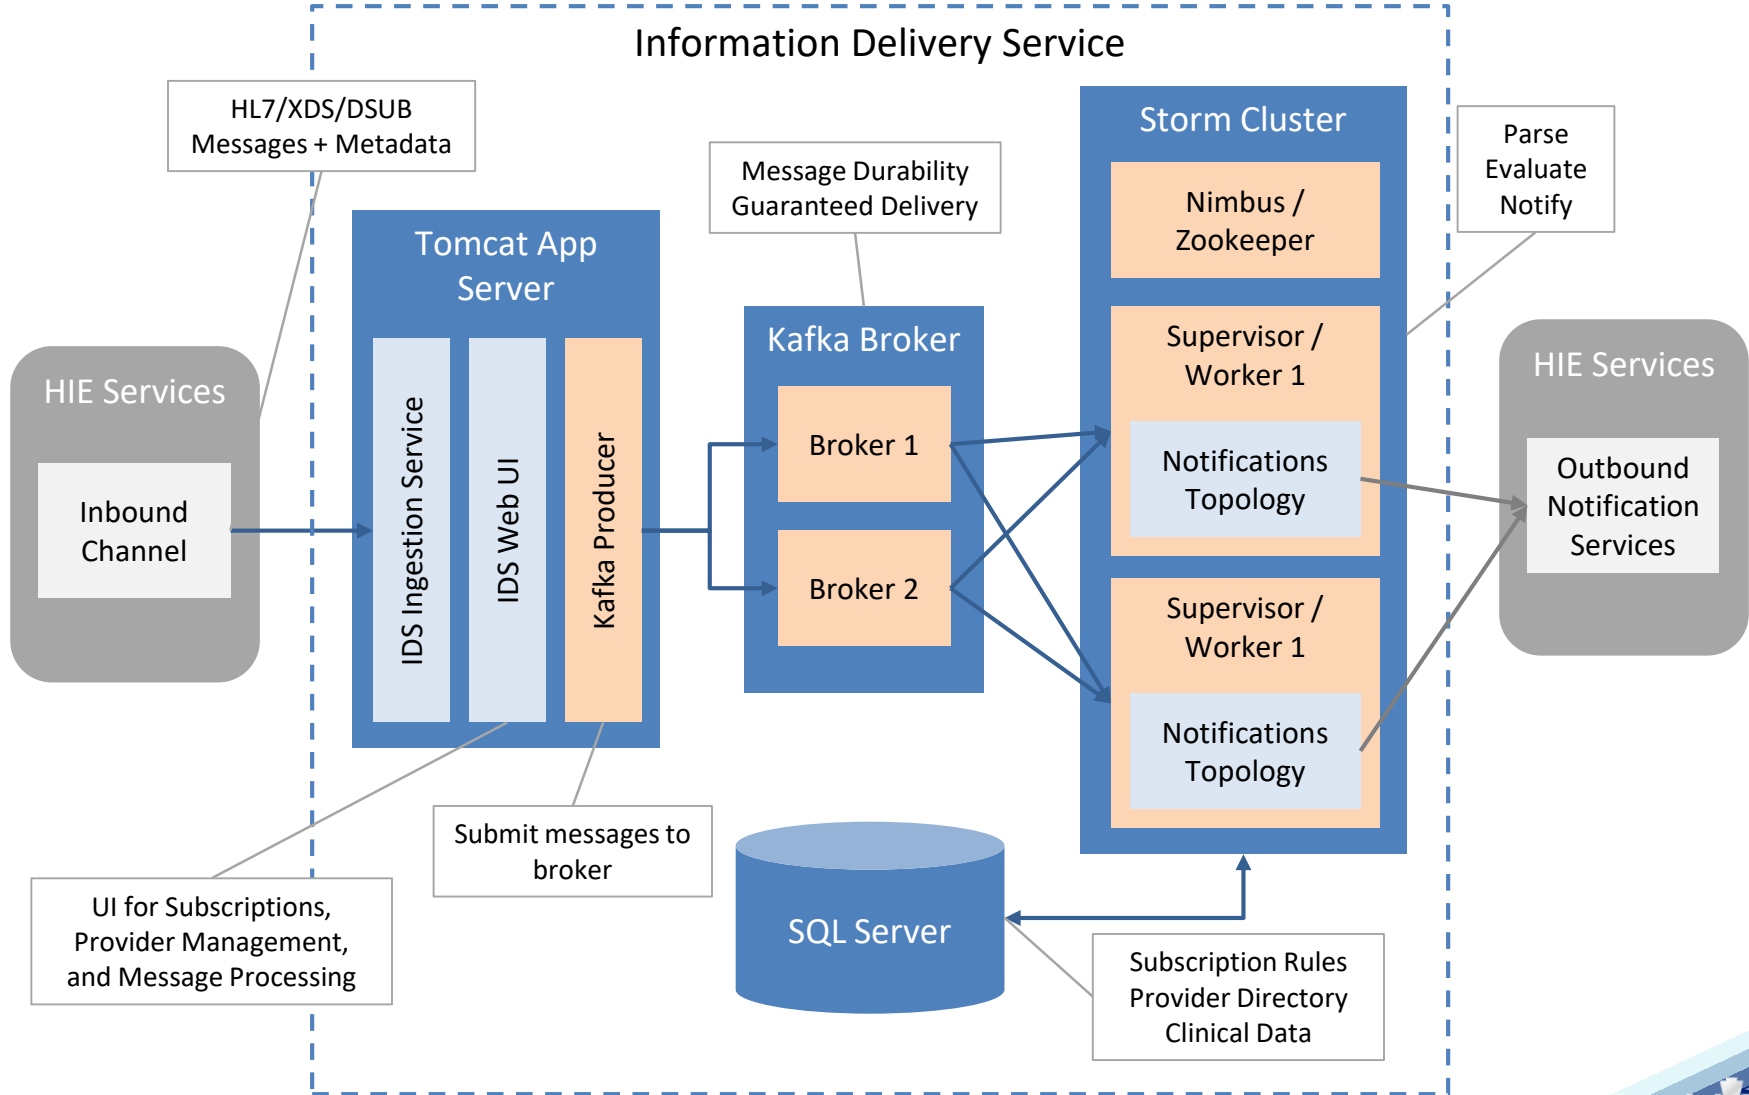 Information Delivery Service
HL7/XDS/DSUB
Messages + Metadata
Message Durability
Guaranteed Delivery
Storm Cluster
Parse
Evaluate
Notify
Nimbus /
Zookeeper
Tomcat App
Server
Kafka Broker
Supervisor /
Worker 1
HIE Services
HIE Services
IDS Ingestion Service
IDS Web UI
Kafka Producer
Broker 1
Notifications
Topology
Outbound
Notification
Services
Inbound
Channel
Broker 2
Supervisor /
Worker 1
Notifications
Topology
Submit messages to
broker
UI for Subscriptions,
Provider Management,
and Message Processing
SQL Server
Subscription Rules
Provider Directory
Clinical Data